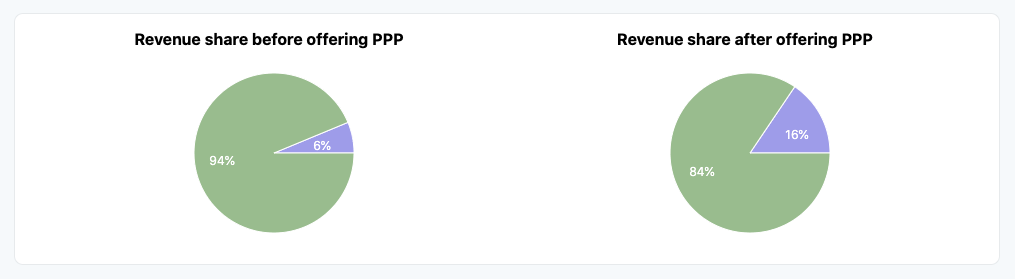 Revenue share before offering PPP
94%
6%
Revenue share after offering PPP
84%
16%